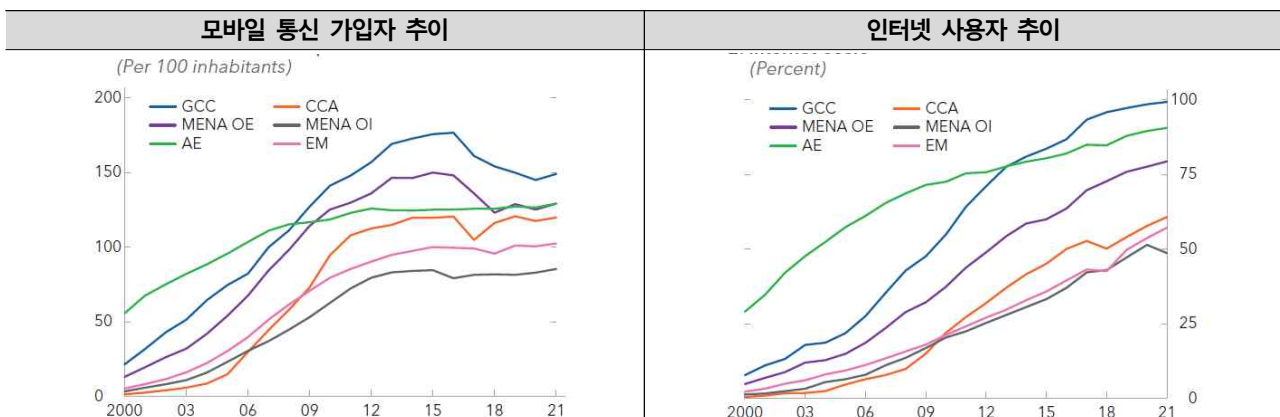 모바일 통신 가입자 추이
인터넷 사용자 추이
(Per 100 inhabitants)
200
150
100
50
0
GCC
CCA
MENA OE
MENA OI
AE
EM
2000 03 06 09 12 15 18 21
(Percent)
GCC
CCA
MENA OE
MENA OI
AE
EM
100
75
50
25
0
2000 03 06 09 12 15 18 21